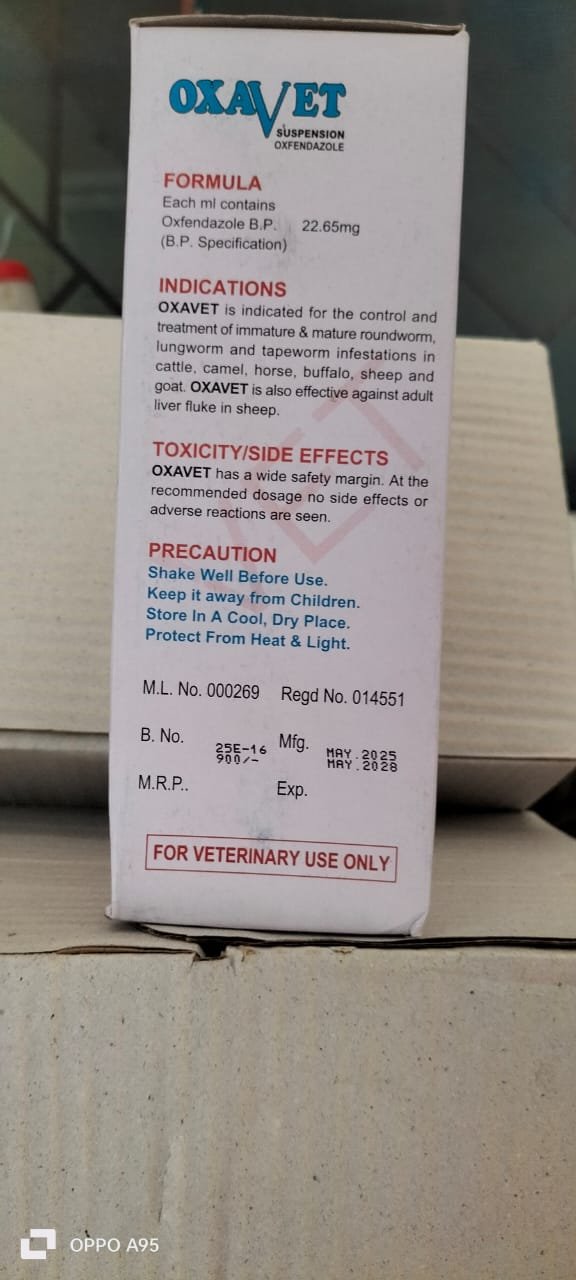 OXAVET
SUSPENSION
OXFENDAZOLE
FORMULA
Each ml contains
Oxfendazole B.P. 22.65mg
(B.P. Specification)
INDICATIONS
OXAVET is indicated for the control and
treatment of immature & mature roundworm,
lungworm and tapeworm infestations in
cattle, camel, horse, buffalo, sheep and
goat. OXAVET is also effective against adult
liver fluke in sheep.
TOXICITY/SIDE EFFECTS
OXAVET has a wide safety margin. At the
recommended dosage no side effects or
adverse reactions are seen.
VET
PRECAUTION
Shake Well Before Use.
Keep it away from Children.
Store In A Cool, Dry Place.
Protect From Heat & Light.
M.L. No. 000269 Regd No. 014551
B. No. 25E-16 Mfg. MAY.2025
900/- MAY.2028
M.R.P.. Exp.
FOR VETERINARY USE ONLY
OPPO A95